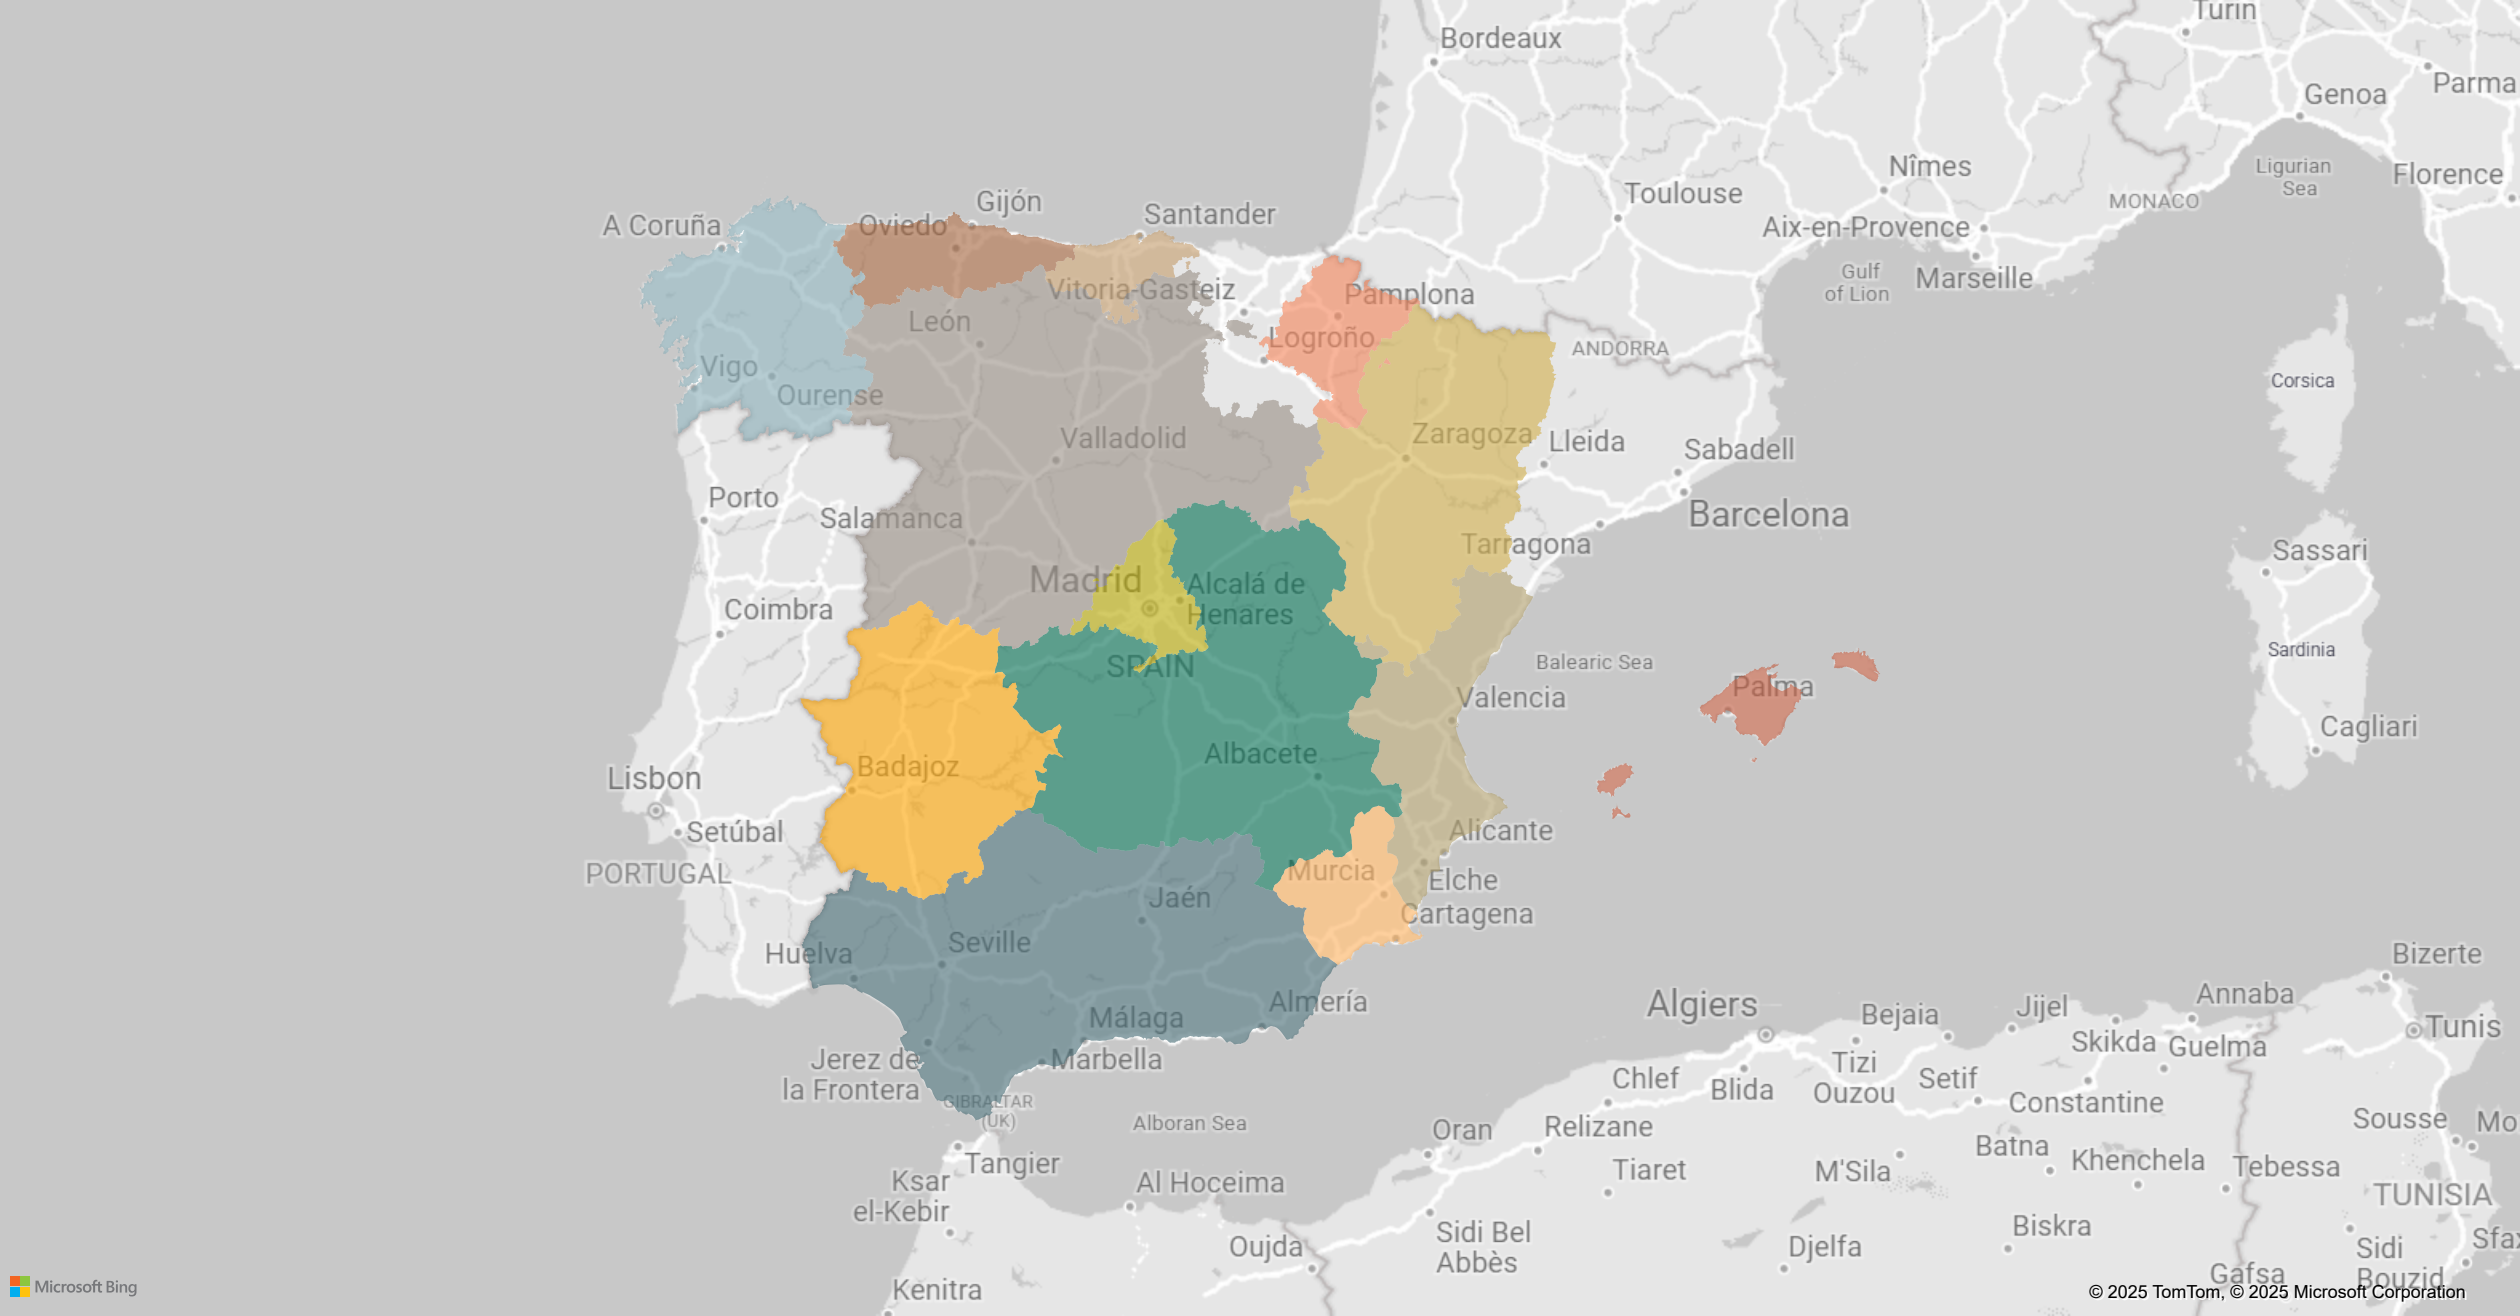 Turin
Bordeaux
Parma
Genoa
Nîmes
Ligurian
Sea
Florence
Toulouse
MONACO
Gijón
Santander
A Coruña
Oviedo
Aix-en-Provence
Gulf
of Lion
Marseille
Vitoria-Gasteiz
Pamplona
León
Logroño
ANDORRA
Vigo
Corsica
Ourense
Valladolid
Zaragoza
Lleida
Sabadell
Porto
Salamanca
Barcelona
Tarragona
Sassari
Madrid
Alcalá de
Henares
Coimbra
SPAIN
Balearic Sea
Sardinia
Palma
Valencia
Cagliari
Albacete
Badajoz
Lisbon
Setúbal
Alicante
PORTUGAL
Murcia
Elche
Jaén
Cartagena
Seville
Huelva
Bizerte
Almería
Algiers
Annaba
Málaga
Bejaia
Jijel
Tunis
Skikda
Guelma
Jerez de
la Frontera
Marbella
Tizi
Ouzou
Chlef
Blida
Setif
GIBRALTAR
(UK)
Constantine
Alboran Sea
Oran
Relizane
Sousse
Mo
Batna
Khenchela
Tebessa
Tangier
Tiaret
M'Sila
Ksar
el-Kebir
Al Hoceima
TUNISIA
Sidi Bel
Abbès
Biskra
Oujda
Djelfa
Sidi
Bouzid
Sfax
Gafsa
Kenitra
Microsoft Bing
© 2025 TomTom, © 2025 Microsoft Corporation